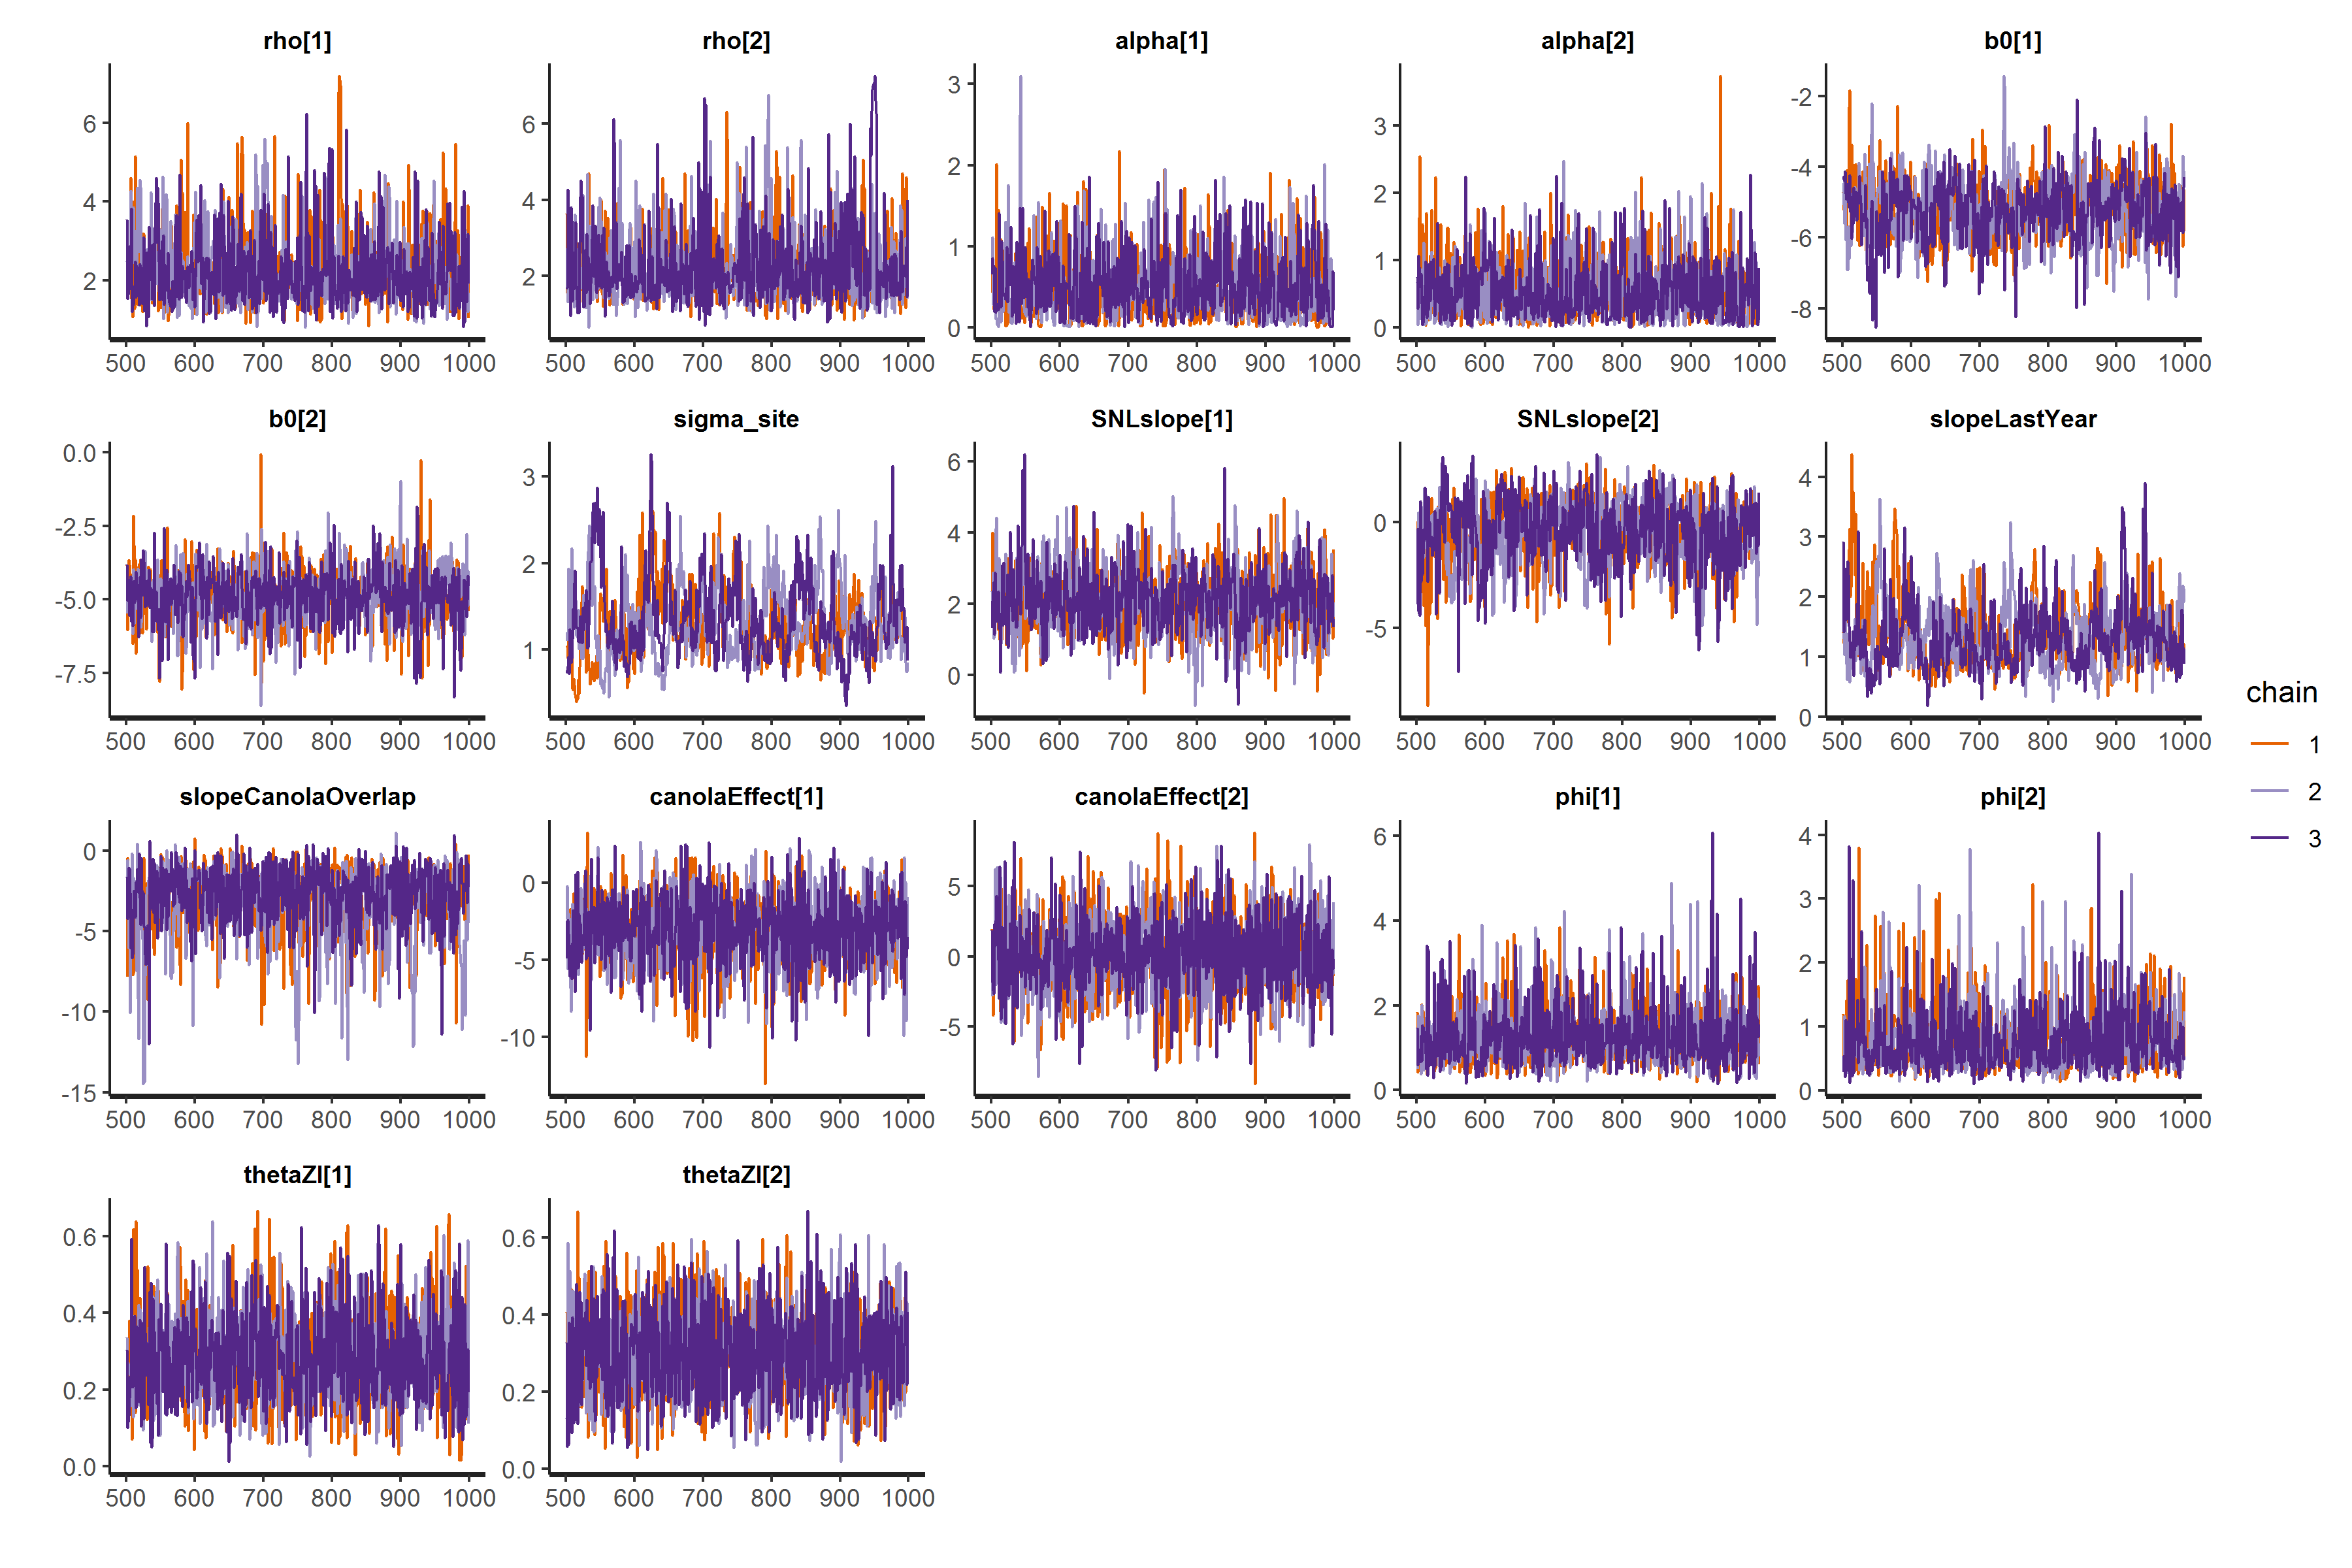 rho[1] rho[2] alpha[1] alpha[2] b0[1]
6 4 2
6 4 2
3 2 1 0
3 2 1 0
-2 -4 -6 -8
500 600 700 800 900 1000 500 600 700 800 900 1000 500 600 700 800 900 1000 500 600 700 800 900 1000 500 600 700 800 900 1000
b0[2] sigma_site SNLslope[1] SNLslope[2] slopeLastYear
0.0 -2.5 -5.0 -7.5
3 2 1
6 4 2 0
0 -5
4 3 2 1 0
500 600 700 800 900 1000 500 600 700 800 900 1000 500 600 700 800 900 1000 500 600 700 800 900 1000 500 600 700 800 900 1000
slopeCanolaOverlap canolaEffect[1] canolaEffect[2] phi[1] phi[2]
0 -5 -10 -15
0 -5 -10
5 0 -5
6 4 2 0
4 3 2 1 0
500 600 700 800 900 1000 500 600 700 800 900 1000 500 600 700 800 900 1000 500 600 700 800 900 1000 500 600 700 800 900 1000
thetaZI[1] thetaZI[2]
0.6 0.4 0.2 0.0
0.6 0.4 0.2 0.0
500 600 700 800 900 1000 500 600 700 800 900 1000
chain
1
2
3